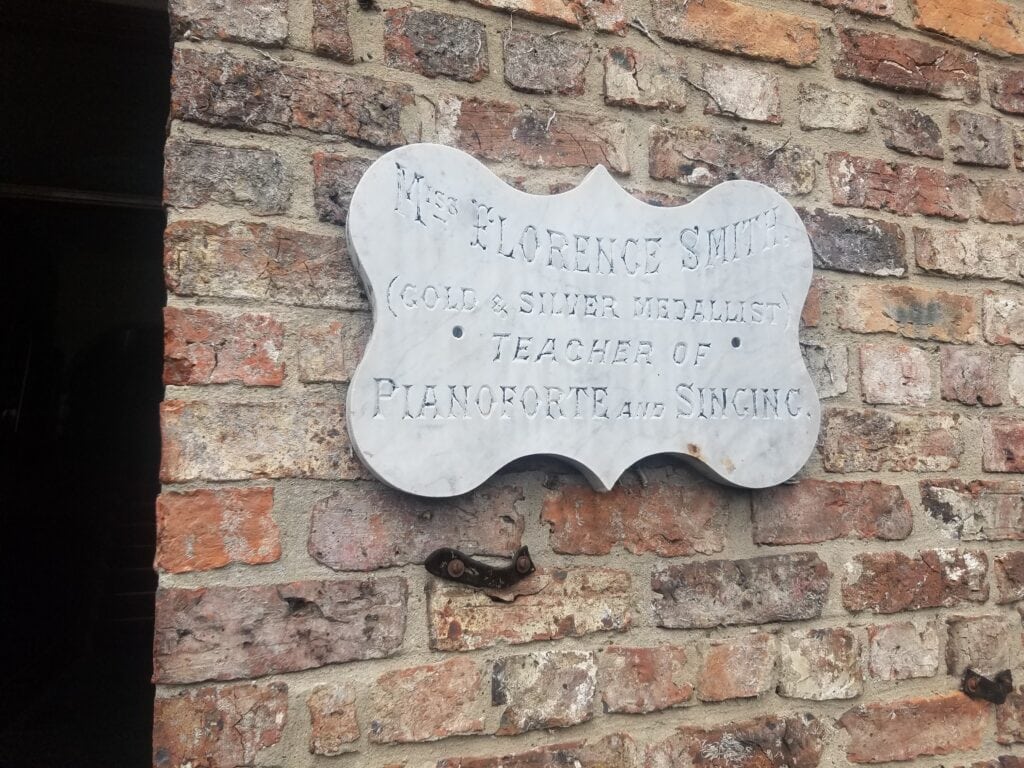 Miss Florence Smith.
(Gold & Silver Medallist)
Teacher of
Pianoforte and Singing.